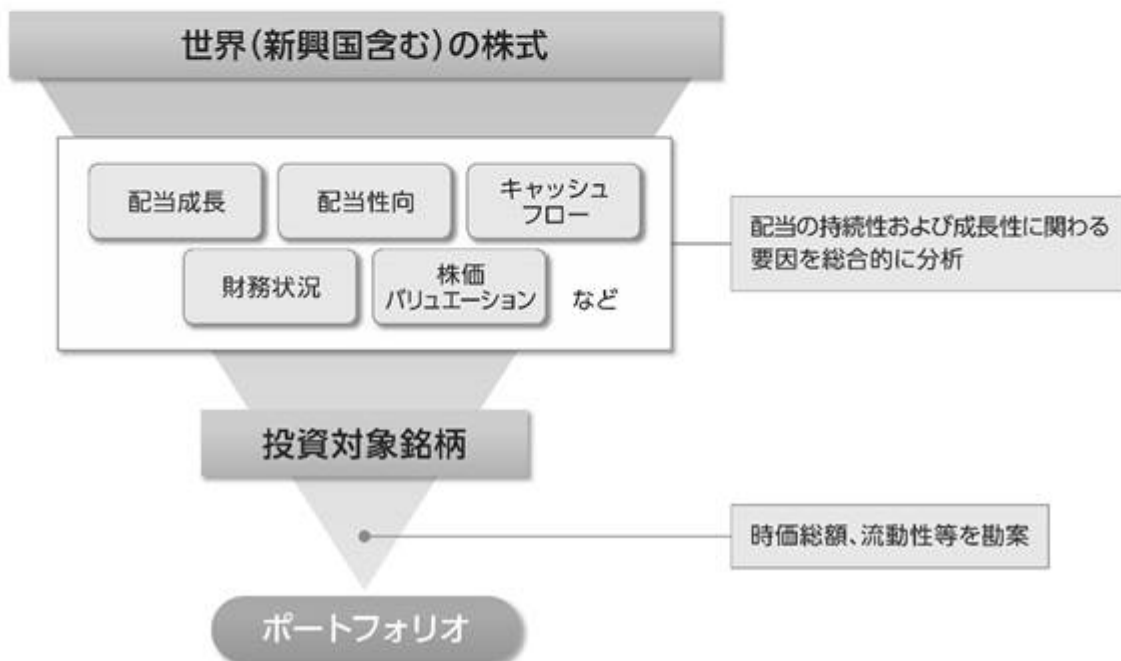 世界(新興国含む)の株式
配当成長
配当性向
キャッシュ
フロー
財務状況
株価
バリュエーション
など
配当の持続性および成長性に関わる
要因を総合的に分析
投資対象銘柄
時価総額、流動性等を勘案
ポートフォリオ